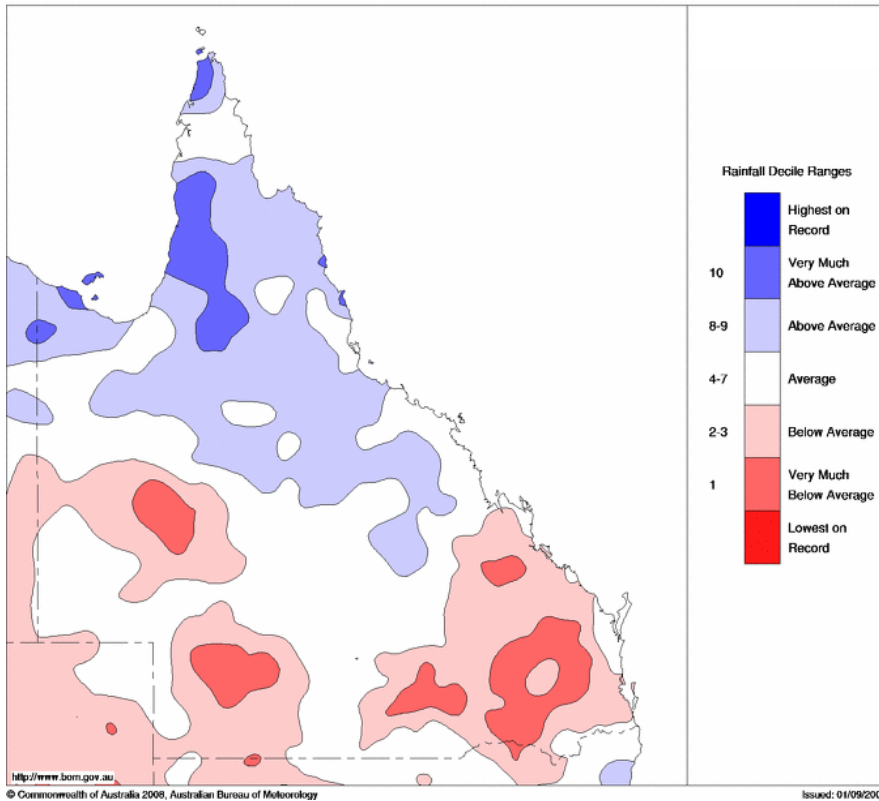 Rainfall Decile Ranges
Highest on
Record
10
Very Much
Above Average
8-9
Above Average
4-7
Average
2-3
Below Average
1
Very Much
Below Average
Lowest on
Record
http://www.bom.gov.au
© Commonwealth of Australia 2008, Australian Bureau of Meteorology
Issued: